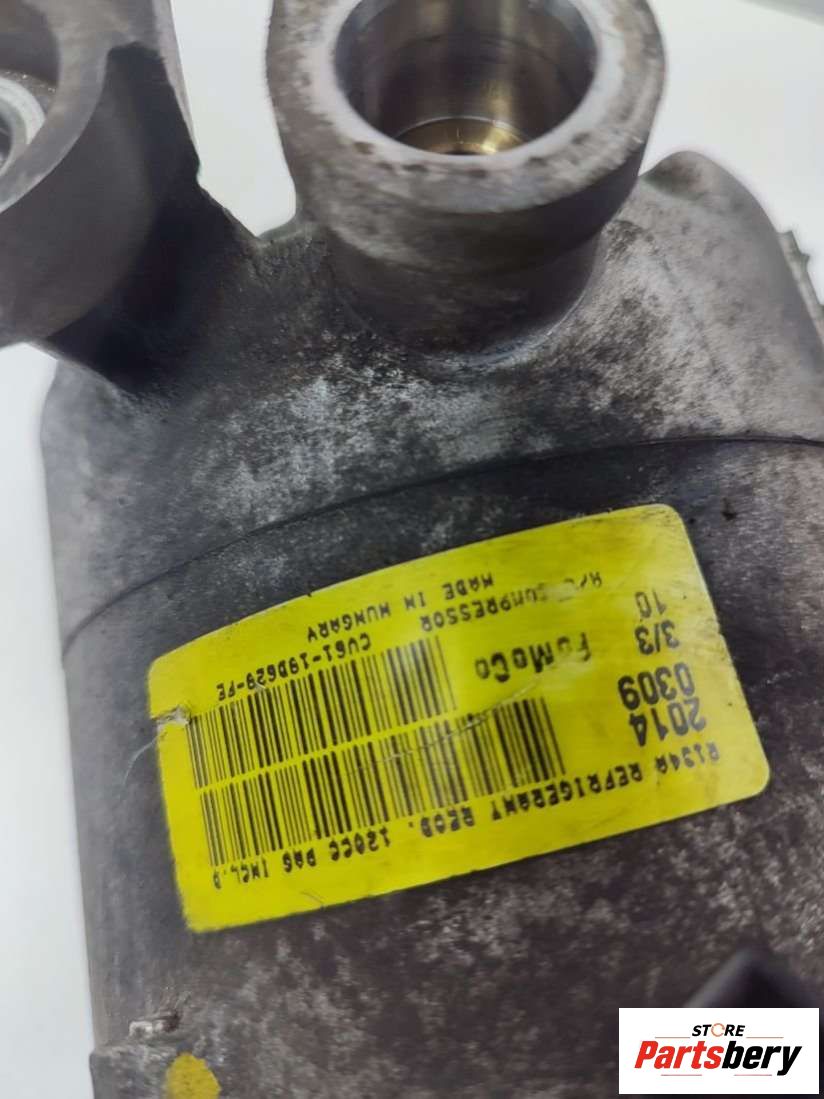 R134A REFRIGERANT REQD. 120CC PAG INCL.D
2014
0309
3/3
10
FoMoCo
CV61-19D629-FE
A/C COMPRESSOR
MADE IN HUNGARY
STORE
Partsbery